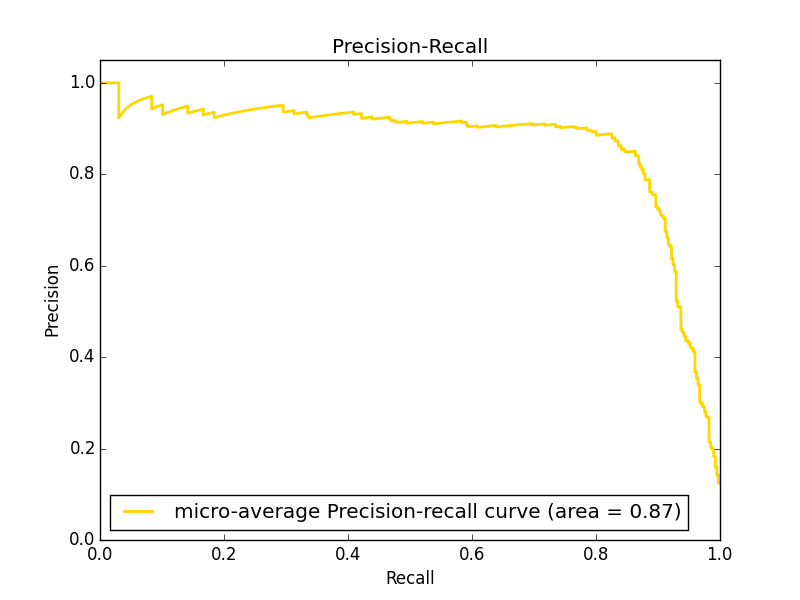 Precision-Recall
1.0
0.8
0.6
0.4
0.2
0.0
Precision
micro-average Precision-recall curve (area = 0.87)
0.0 0.2 0.4 0.6 0.8 1.0
Recall